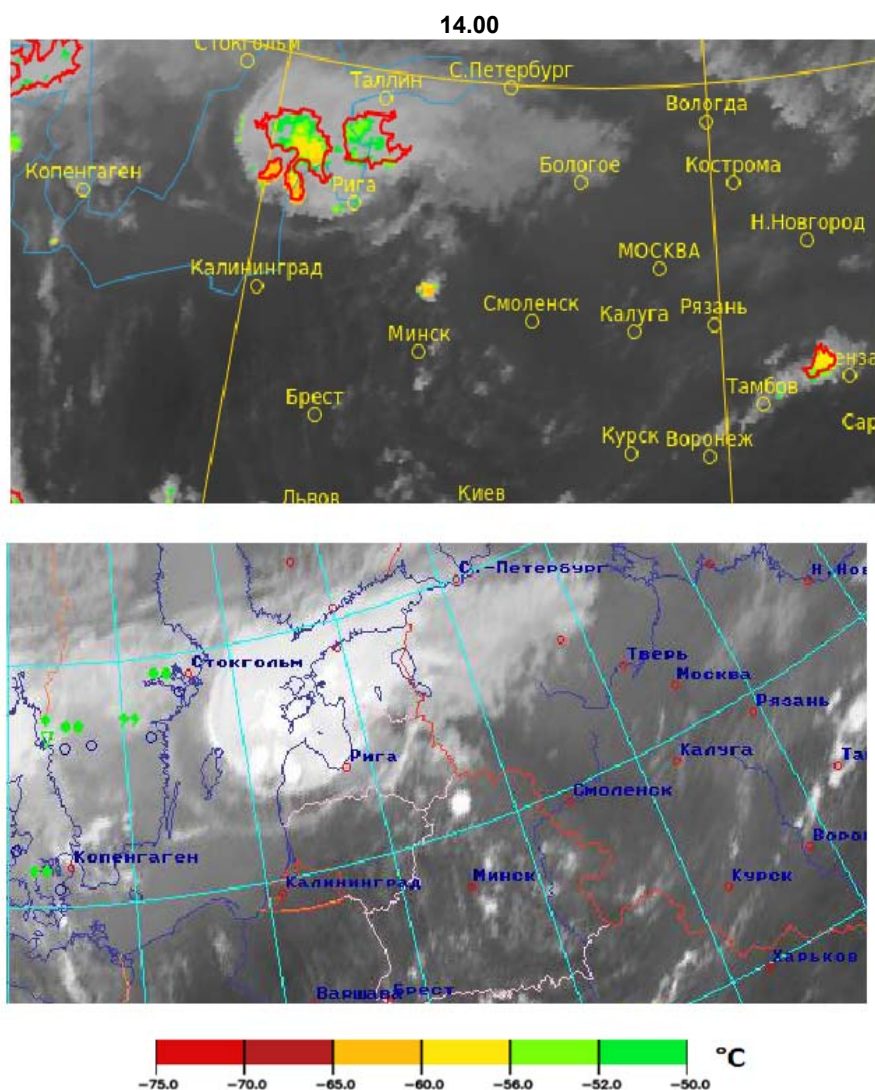 14.00
Стокгольм
Таллин
С.Петербург
Вологда
Копенгаген
Рига
Бологое
Кострома
Н.Новгород
МОСКВА
Калининград
Смоленск
Калуга
Рязань
Минск
Брест
Тамбов
Курск
Воронеж
Львов
Киев
С.-Петербург
Стокгольм
Тверь
Москва
Рязань
Рига
Калуга
Смоленск
Копенгаген
Калининград
Минск
Курск
Харьков
Варшава
Брест
°C
-75.0 -70.0 -65.0 -60.0 -56.0 -52.0 -50.0